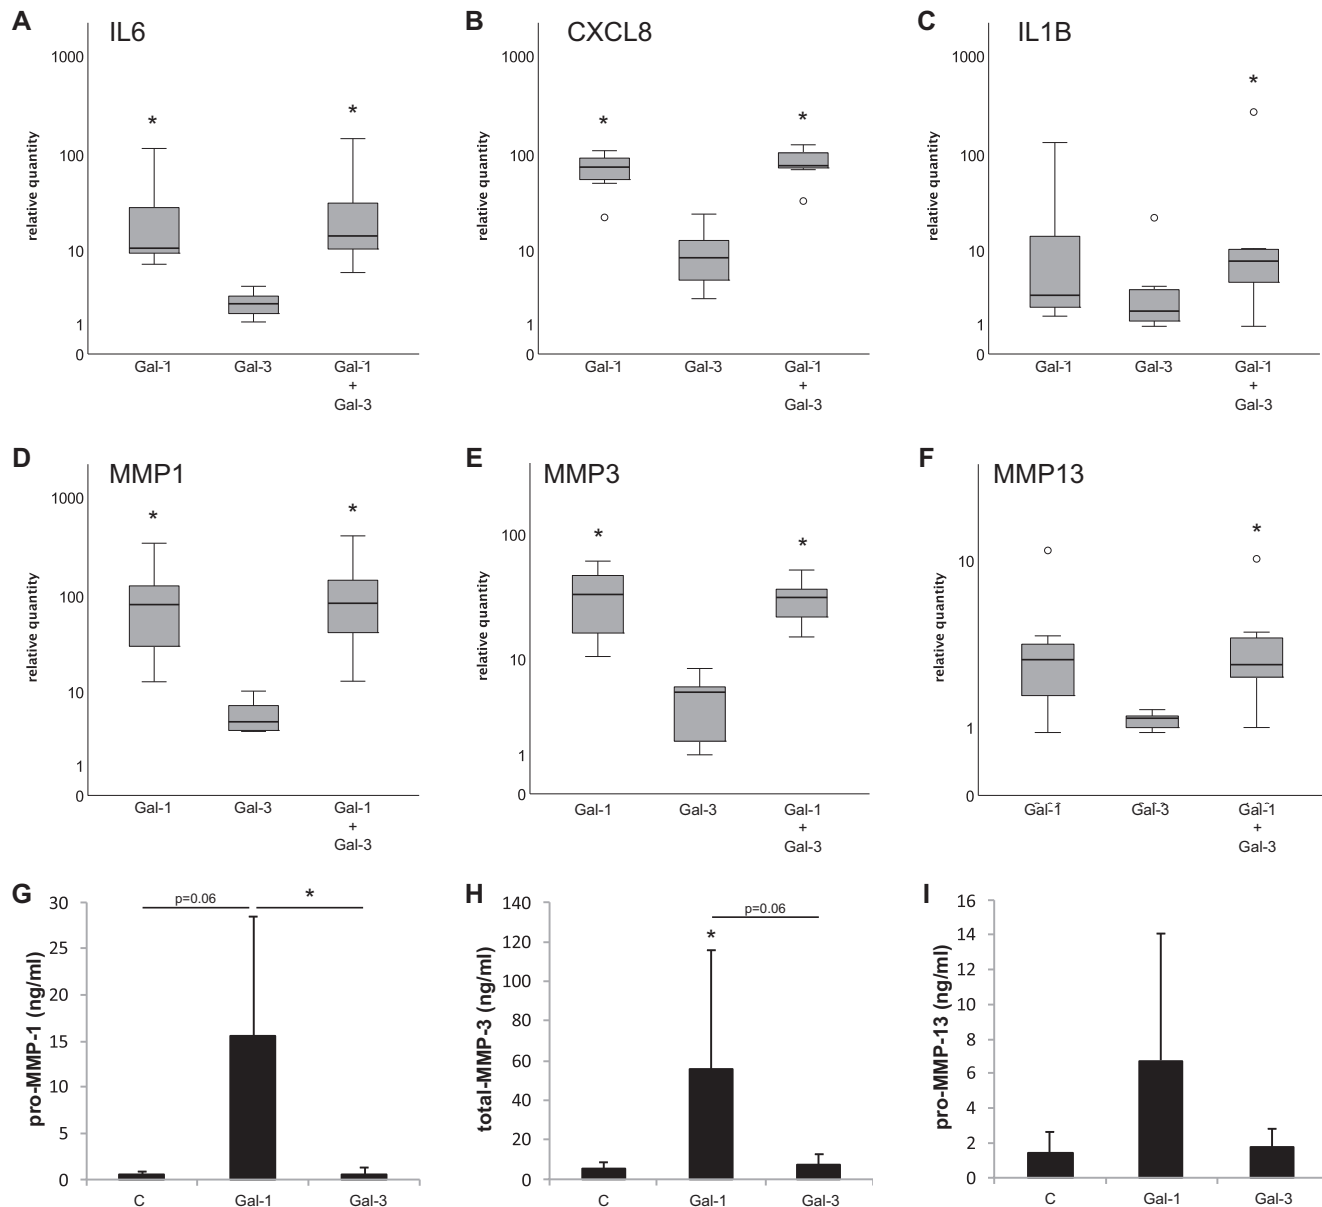 A
IL6
1000
*
*
100
relative quantity
10
1
0
Gal-1
Gal-3
Gal-1
+
Gal-3
B
CXCL8
1000
*
*
100
relative quantity
10
1
0
Gal-1
Gal-3
Gal-1
+
Gal-3
C
IL1B
1000
*
100
relative quantity
10
1
0
Gal-1
Gal-3
Gal-1
+
Gal-3
D
MMP1
1000
*
*
100
relative quantity
10
1
0
Gal-1
Gal-3
Gal-1
+
Gal-3
E
MMP3
100
*
*
relative quantity
10
1
0
Gal-1
Gal-3
Gal-1
+
Gal-3
F
MMP13
*
10
relative quantity
1
0
Gal-1
Gal-3
Gal-1
+
Gal-3
G
30
p=0.06
*
25
20
15
10
5
0
pro-MMP-1 (ng/ml)
C
Gal-1
Gal-3
H
140
p=0.06
*
120
100
80
60
40
20
0
total-MMP-3 (ng/ml)
C
Gal-1
Gal-3
I
16
14
12
10
8
6
4
2
0
pro-MMP-13 (ng/ml)
C
Gal-1
Gal-3